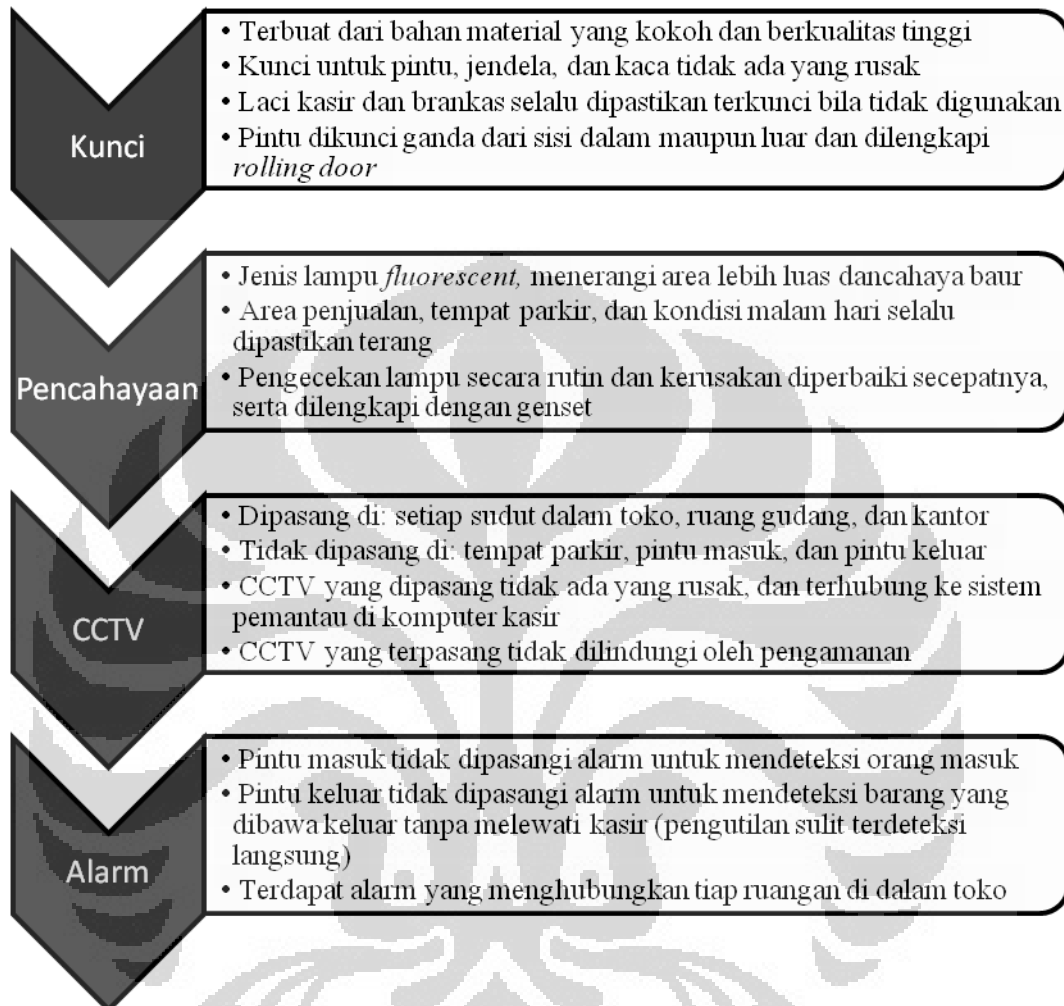 Kunci
• Terbuat dari bahan material yang kokoh dan berkualitas tinggi
• Kunci untuk pintu, jendela, dan kaca tidak ada yang rusak
• Laci kasir dan brankas selalu dipastikan terkunci bila tidak digunakan
• Pintu dikunci ganda dari sisi dalam maupun luar dan dilengkapi
rolling door
Pencahayaan
• Jenis lampu fluorescent, menerangi area lebih luas dancahaya baur
• Area penjualan, tempat parkir, dan kondisi malam hari selalu
dipastikan terang
• Pengecekan lampu secara rutin dan kerusakan diperbaiki secepatnya,
serta dilengkapi dengan genset
CCTV
• Dipasang di: setiap sudut dalam toko, ruang gudang, dan kantor
• Tidak dipasang di: tempat parkir, pintu masuk, dan pintu keluar
• CCTV yang dipasang tidak ada yang rusak, dan terhubung ke sistem
pemantau di komputer kasir
• CCTV yang terpasang tidak dilindungi oleh pengamanan
Alarm
• Pintu masuk tidak dipasangi alarm untuk mendeteksi orang masuk
• Pintu keluar tidak dipasangi alarm untuk mendeteksi barang yang
dibawa keluar tanpa melewati kasir (pengutilan sulit terdeteksi
langsung)
• Terdapat alarm yang menghubungkan tiap ruangan di dalam toko